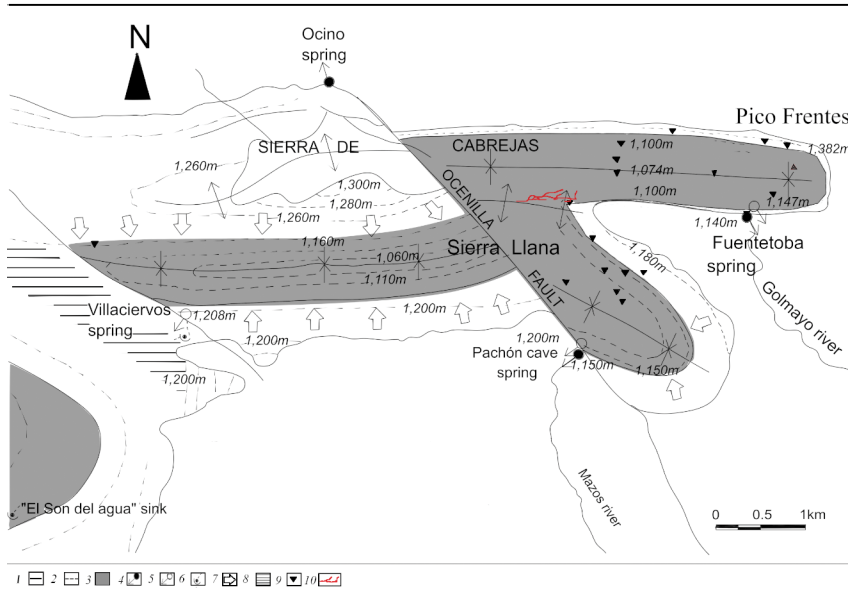 N
Ocino
spring
Pico Frentes
SIERRA DE
CABREJAS
1,100m
1,382m
1,260m
1,074m
1,300m
1,100m
1,280m
1,147m
1,260m
OCENILLA
1,140m
1,160m
Sierra Llana
Fuentetoba
spring
1,060m
1,180m
1,110m
FAULT
Golmayo river
Villaciervos
spring
1,208m
1,200m
1,200m
1,200m
Pachón cave
spring
1,150m
1,150m
1,200m
Mazos river
"El Son del agua" sink
0 0.5 1km
1 2 3 4 5 6 7 8 9 10